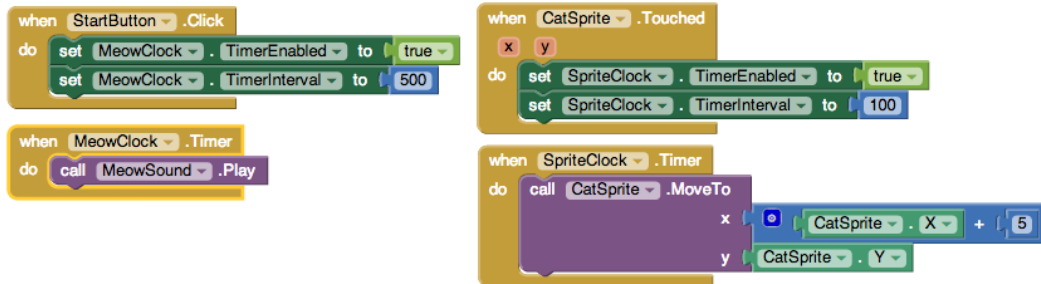 when StartButton .Click
do set MeowClock . TimerEnabled to true
set MeowClock . TimerInterval to 500
when MeowClock .Timer
do call MeowSound .Play
when CatSprite .Touched
x y
do set SpriteClock . TimerEnabled to true
set SpriteClock . TimerInterval to 100
when SpriteClock .Timer
do call CatSprite .MoveTo
x CatSprite . X + 5
y CatSprite . Y